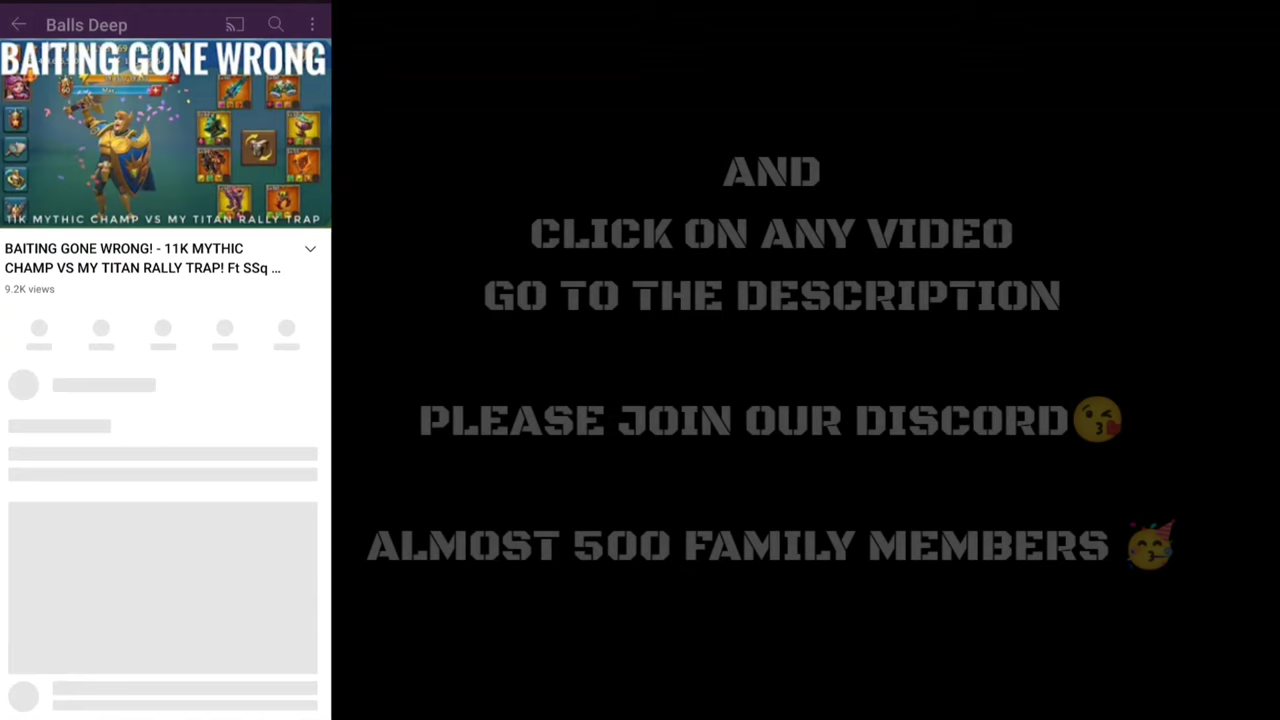 Balls Deep
BAITING GONE WRONG
60
11K MYTHIC CHAMP VS MY TITAN RALLY TRAP
BAITING GONE WRONG! - 11K MYTHIC
CHAMP VS MY TITAN RALLY TRAP! Ft SSq ...
9.2K views
AND
CLICK ON ANY VIDEO
GO TO THE DESCRIPTION
PLEASE JOIN OUR DISCORD😘
ALMOST 500 FAMILY MEMBERS 🥳